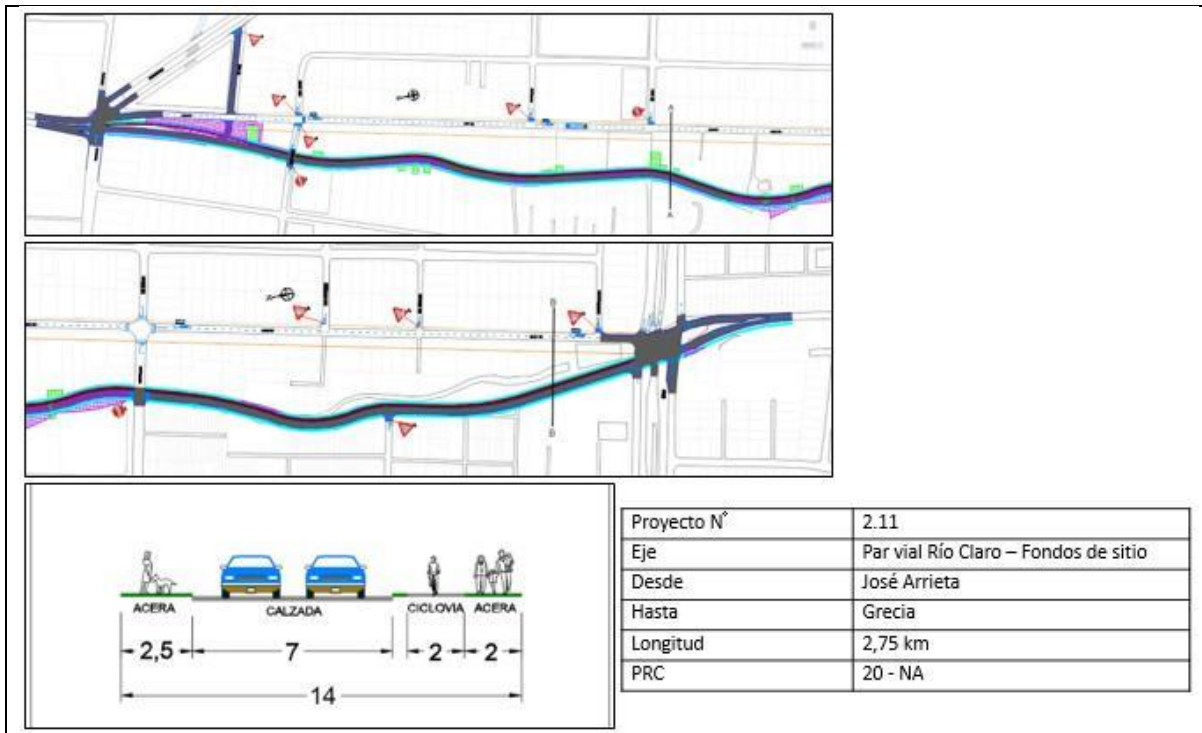 A
A
B
B
ACERA
CALZADA
CICLOVIA
ACERA
2,5
7
2
2
14
Proyecto N° 2.11
Eje Par vial Río Claro – Fondos de sitio
Desde José Arrieta
Hasta Grecia
Longitud 2,75 km
PRC 20 - NA